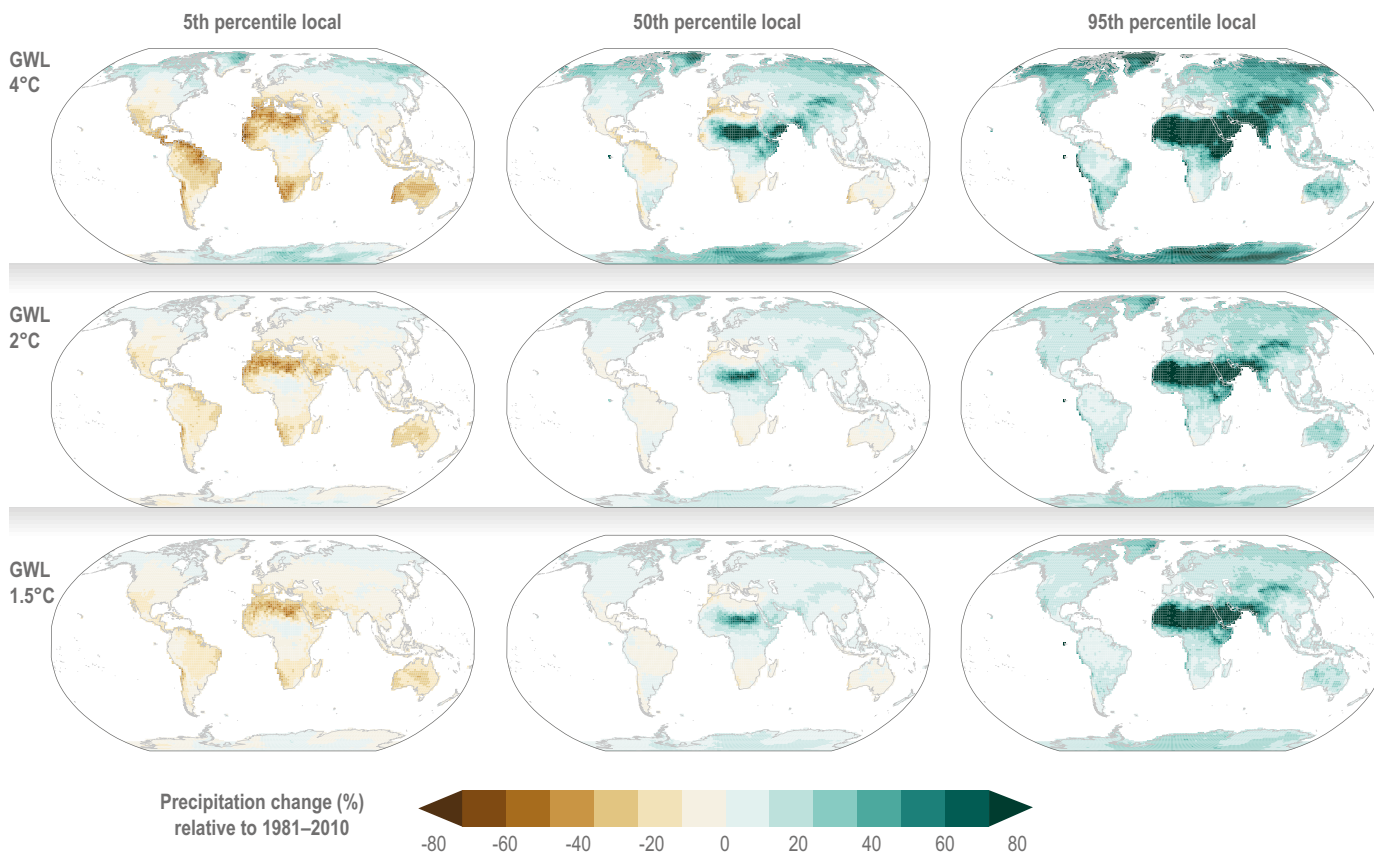 5th percentile local
50th percentile local
95th percentile local
GWL
4°C
GWL
2°C
GWL
1.5°C
Precipitation change (%)
relative to 1981–2010
-80 -60 -40 -20 0 20 40 60 80